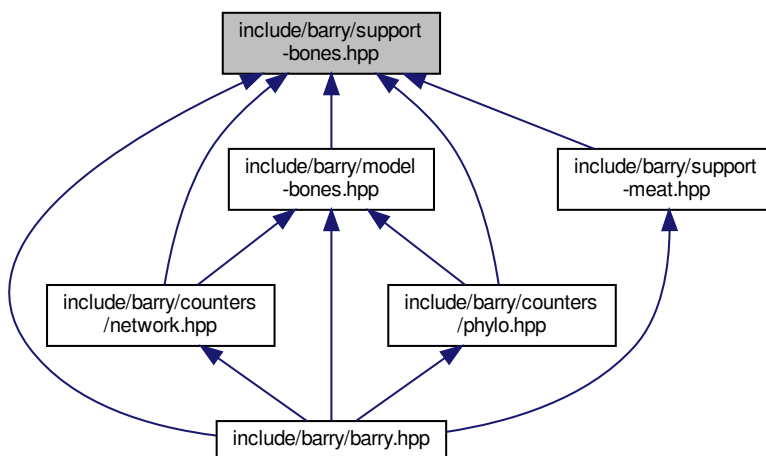 include/barry/support
-bones.hpp
include/barry/model
-bones.hpp
include/barry/support
-meat.hpp
include/barry/counters
/network.hpp
include/barry/counters
/phylo.hpp
include/barry/barry.hpp